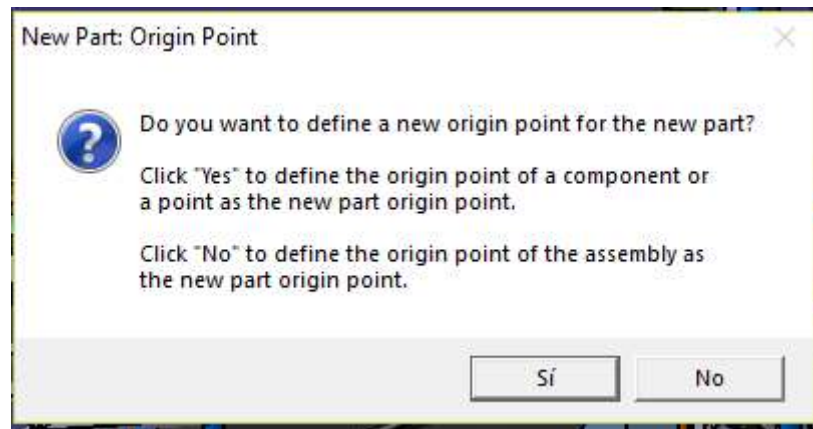 New Part: Origin Point
Do you want to define a new origin point for the new part?
Click "Yes" to define the origin point of a component or
a point as the new part origin point.
Click "No" to define the origin point of the assembly as
the new part origin point.
Sí
No